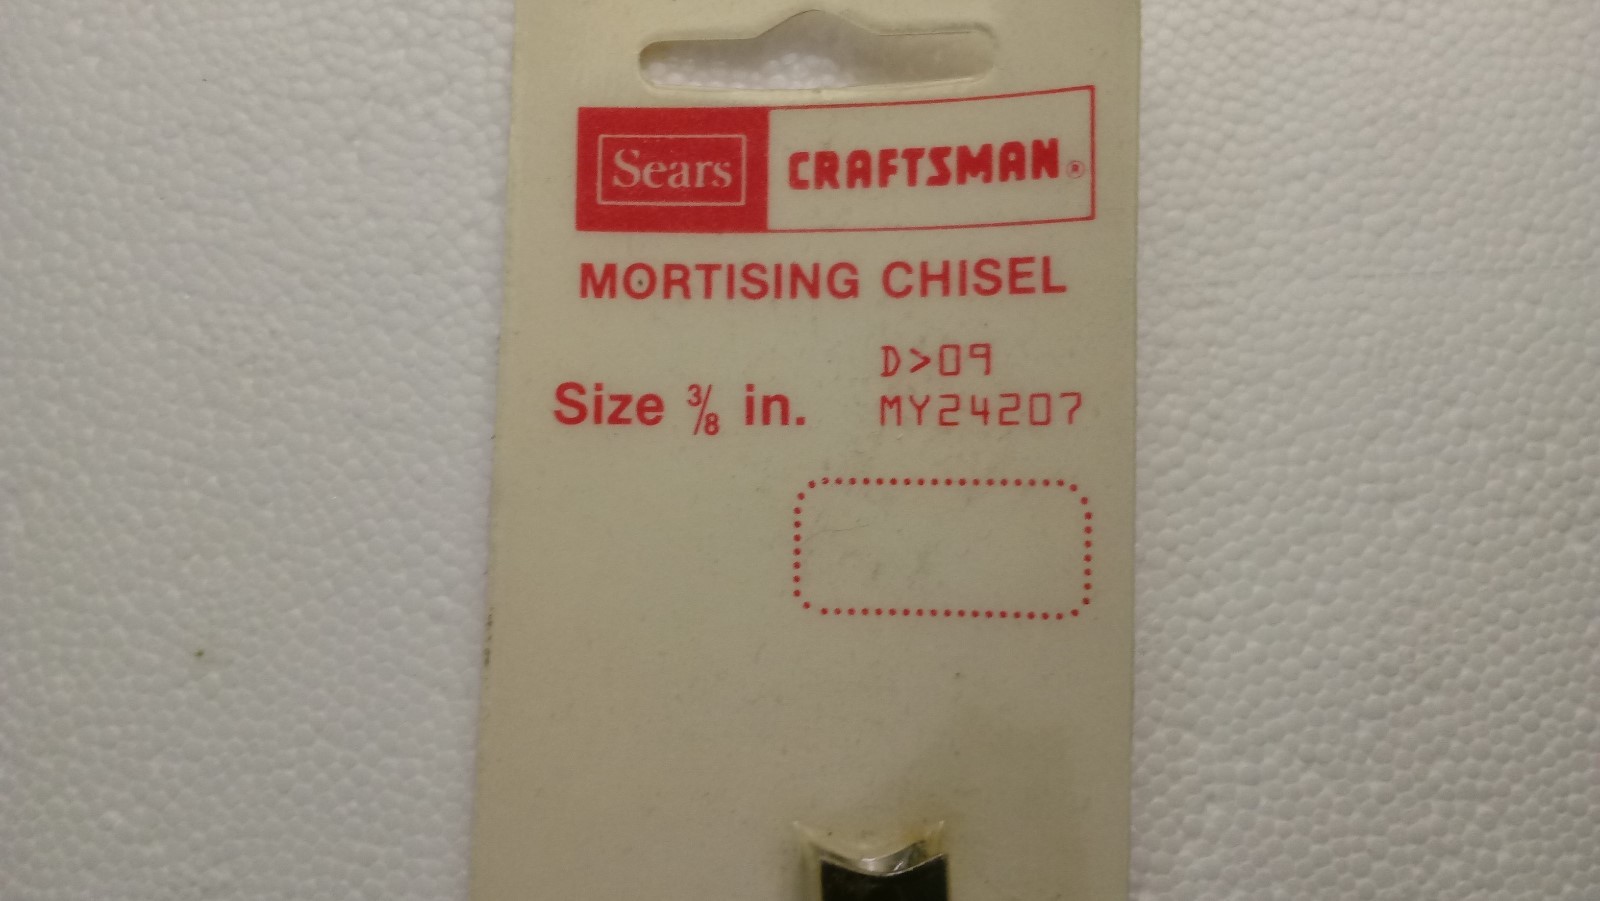 Sears CRAFTSMAN®
MORTISING CHISEL
D>09
Size 3/8 in. MY24207